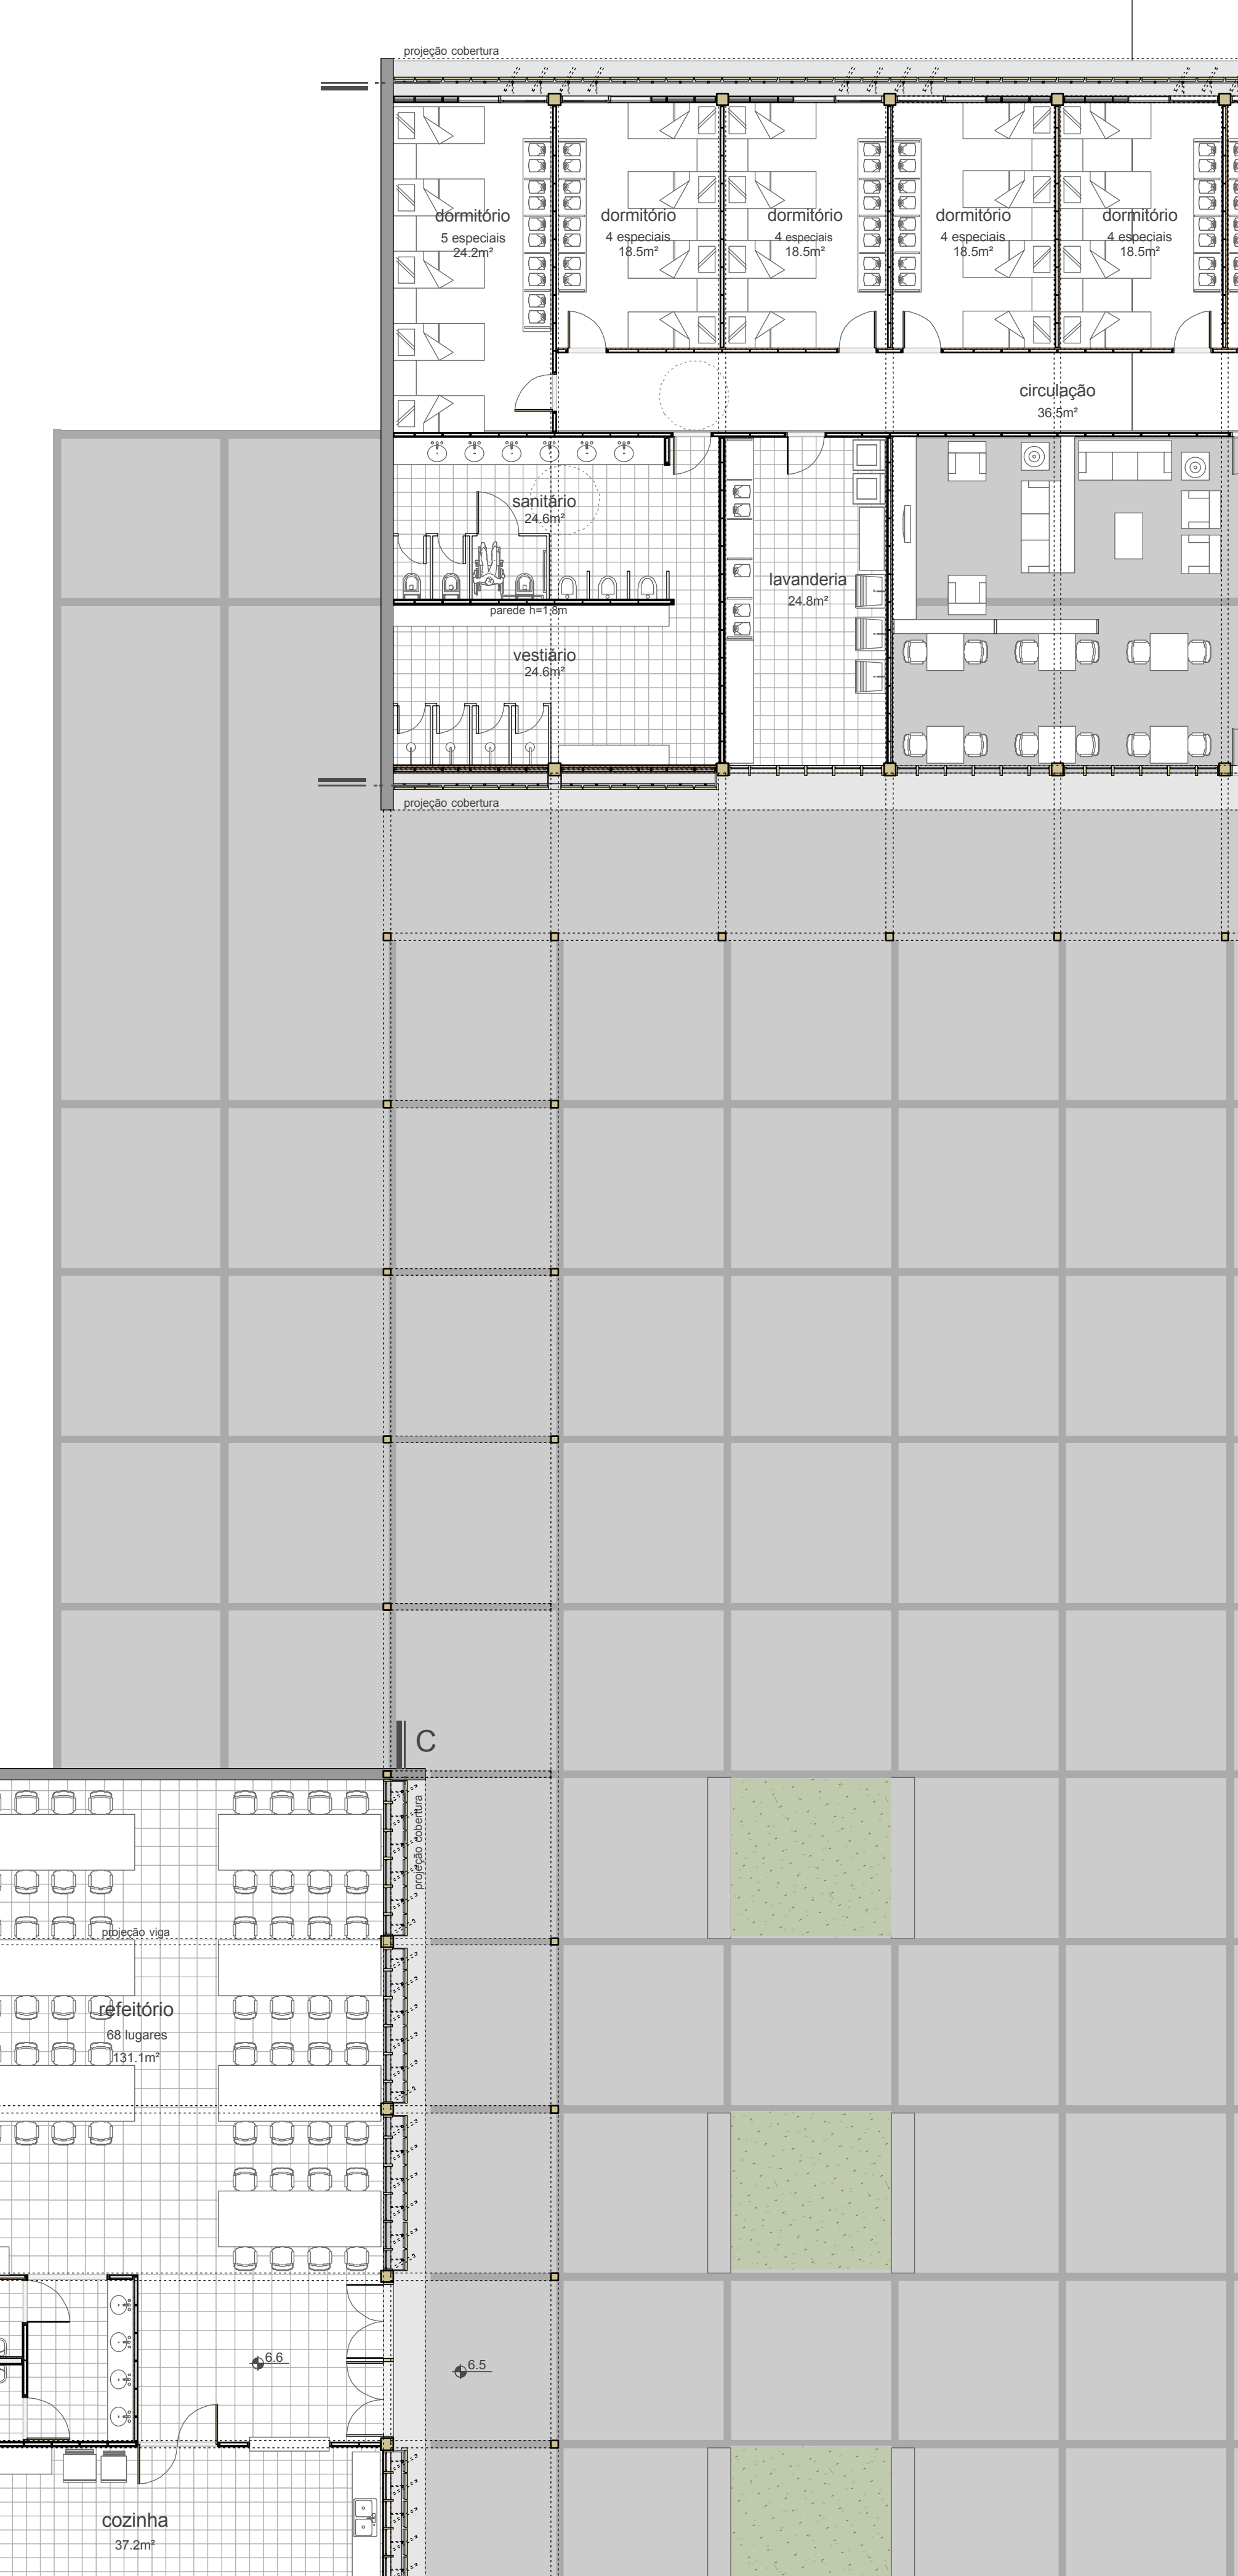 projeção cobertura
dormitório
5 especiais
24.2m²
dormitório
4 especiais
18.5m²
dormitório
4 especiais
18.5m²
dormitório
4 especiais
18.5m²
dormitório
4 especiais
18.5m²
circulação
36.5m²
sanitário
24.6m²
parede h=1,8m
vestiário
24.6m²
lavanderia
24.8m²
projeção cobertura
C
projeção cobertura
projeção viga
refeitório
68 lugares
131.1m²
6.6
6.5
cozinha
37.2m²